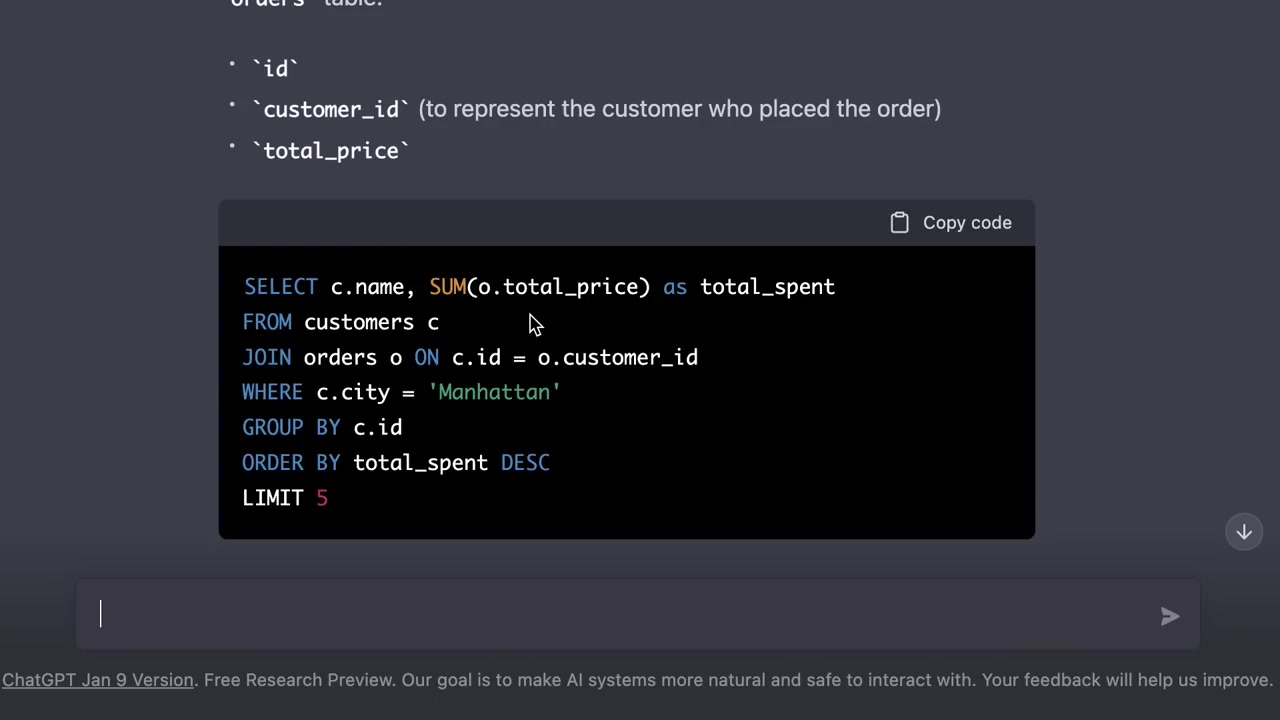 `orders` table:
• `id`
• `customer_id` (to represent the customer who placed the order)
• `total_price`
Copy code
SELECT c.name, SUM(o.total_price) as total_spent
FROM customers c
JOIN orders o ON c.id = o.customer_id
WHERE c.city = 'Manhattan'
GROUP BY c.id
ORDER BY total_spent DESC
LIMIT 5
ChatGPT Jan 9 Version. Free Research Preview. Our goal is to make AI systems more natural and safe to interact with. Your feedback will help us improve.